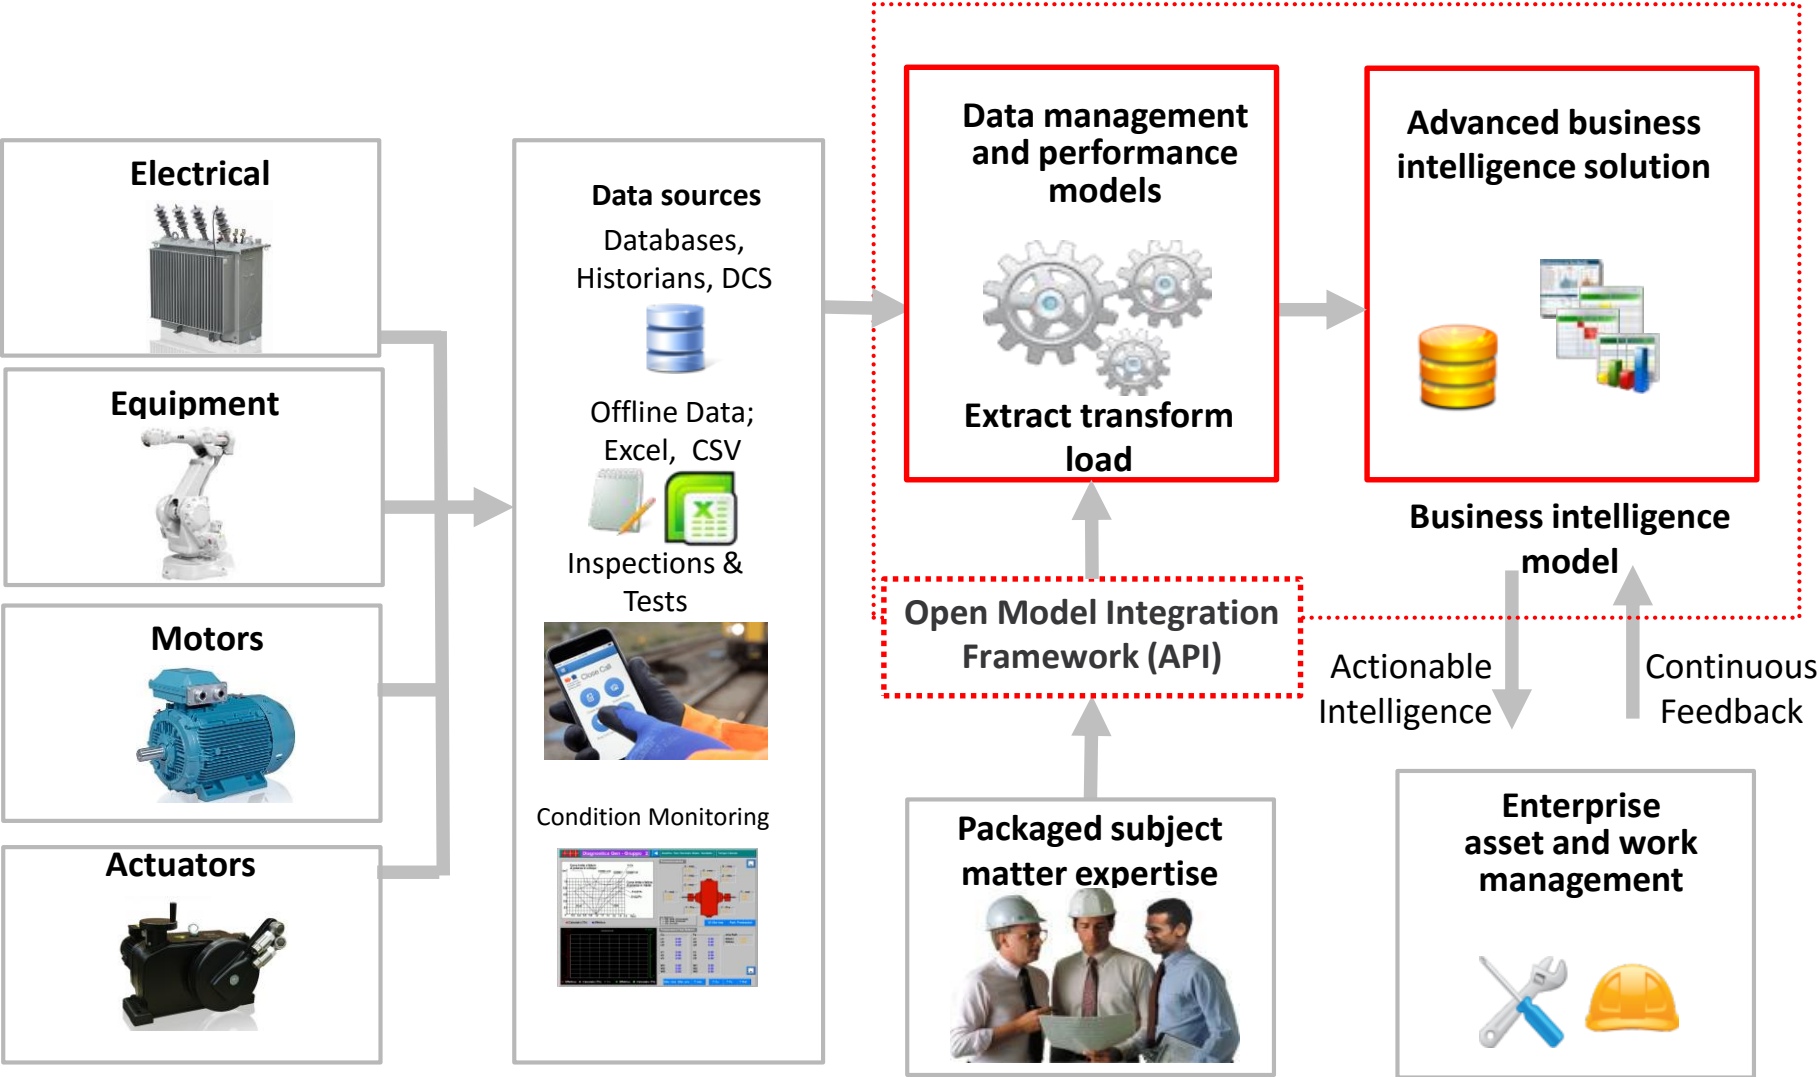 Electrical
Equipment
Motors
Actuators
Data sources
Databases,
Historians, DCS
Offline Data;
Excel, CSV
Inspections &
Tests
Close Call
Condition Monitoring
Data management
and performance
models
Extract transform
load
Advanced business
intelligence solution
Business intelligence
model
Open Model Integration
Framework (API)
Actionable
Intelligence
Continuous
Feedback
Packaged subject
matter expertise
Enterprise
asset and work
management